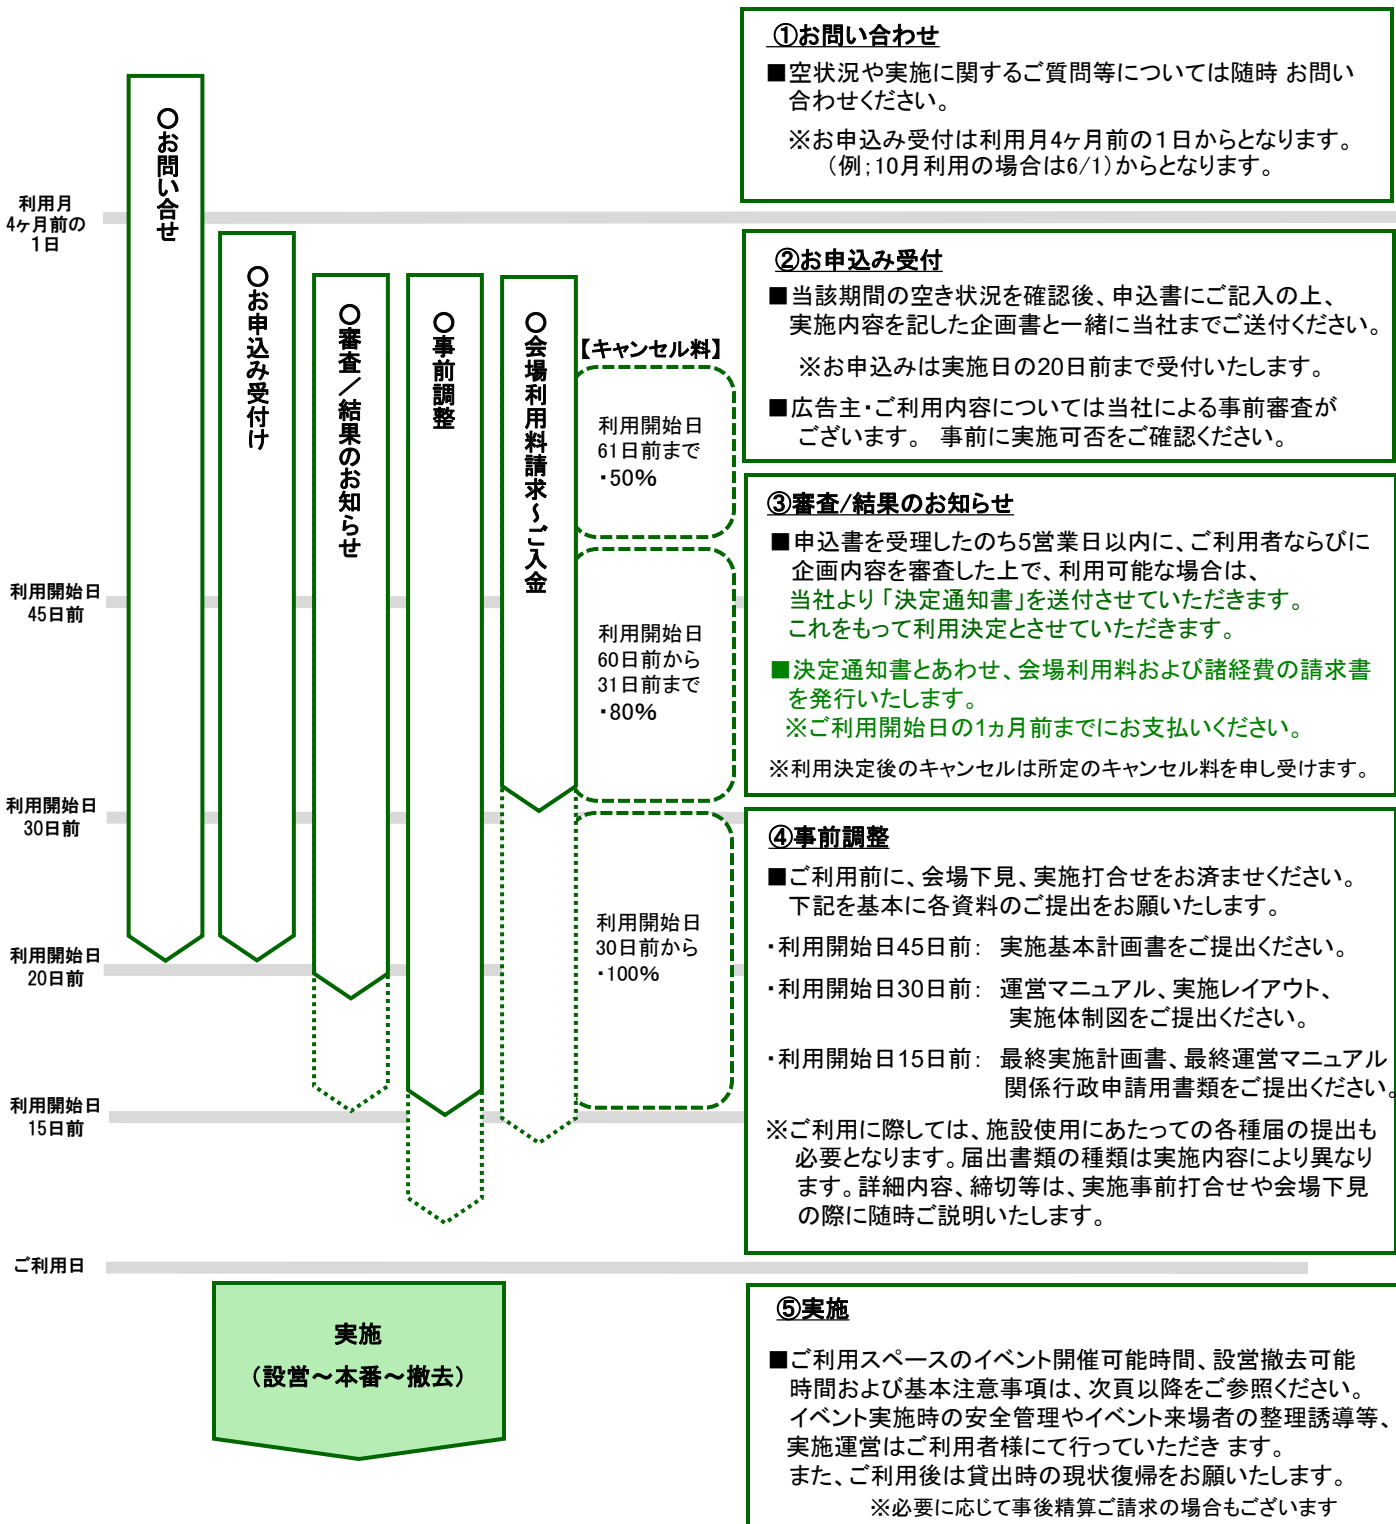 利用月
4ヶ月前の
1日
利用開始日
45日前
利用開始日
30日前
利用開始日
20日前
利用開始日
15日前
ご利用日
〇お問い合せ
〇お申込み受付け
〇審査／結果のお知らせ
〇事前調整
〇会場利用料請求～ご入金
【キャンセル料】
利用開始日
61日前まで
・50%
利用開始日
60日前から
31日前まで
・80%
利用開始日
30日前から
・100%
実施
（設営～本番～撤去）
①お問い合わせ
■空状況や実施に関するご質問等については随時 お問い
合わせください。
※お申込み受付は利用月4ヶ月前の１日からとなります。
（例；10月利用の場合は6/1）からとなります。
②お申込み受付
■当該期間の空き状況を確認後、申込書にご記入の上、
実施内容を記した企画書と一緒に当社までご送付ください。
※お申込みは実施日の20日前まで受付いたします。
■広告主・ご利用内容については当社による事前審査が
ございます。 事前に実施可否をご確認ください。
③審査/結果のお知らせ
■申込書を受理したのち5営業日以内に、ご利用者ならびに
企画内容を審査した上で、利用可能な場合は、
当社より「決定通知書」を送付させていただきます。
これをもって利用決定とさせていただきます。
■決定通知書とあわせ、会場利用料および諸経費の請求書
を発行いたします。
※ご利用開始日の1ヵ月前までにお支払いください。
※利用決定後のキャンセルは所定のキャンセル料を申し受けます。
④事前調整
■ご利用前に、会場下見、実施打合せをお済ませください。
下記を基本に各資料のご提出をお願いたします。
・利用開始日45日前： 実施基本計画書をご提出ください。
・利用開始日30日前： 運営マニュアル、実施レイアウト、
実施体制図をご提出ください。
・利用開始日15日前： 最終実施計画書、最終運営マニュアル
関係行政申請用書類をご提出ください。
※ご利用に際しては、施設使用にあたっての各種届の提出も
必要となります。届出書類の種類は実施内容により異なり
ます。詳細内容、締切等は、実施事前打合せや会場下見
の際に随時ご説明いたします。
⑤実施
■ご利用スペースのイベント開催可能時間、設営撤去可能
時間および基本注意事項は、次頁以降をご参照ください。
イベント実施時の安全管理やイベント来場者の整理誘導等、
実施運営はご利用者様にて行っていただき ます。
また、ご利用後は貸出時の現状復帰をお願いたします。
※必要に応じて事後精算ご請求の場合もございます